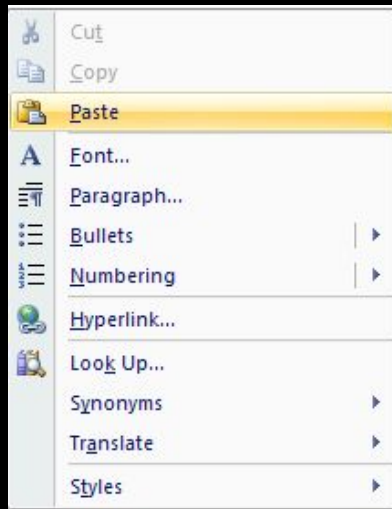 Cut
Copy
Paste
Font...
Paragraph...
Bullets
Numbering
Hyperlink...
Look Up...
Synonyms
Translate
Styles